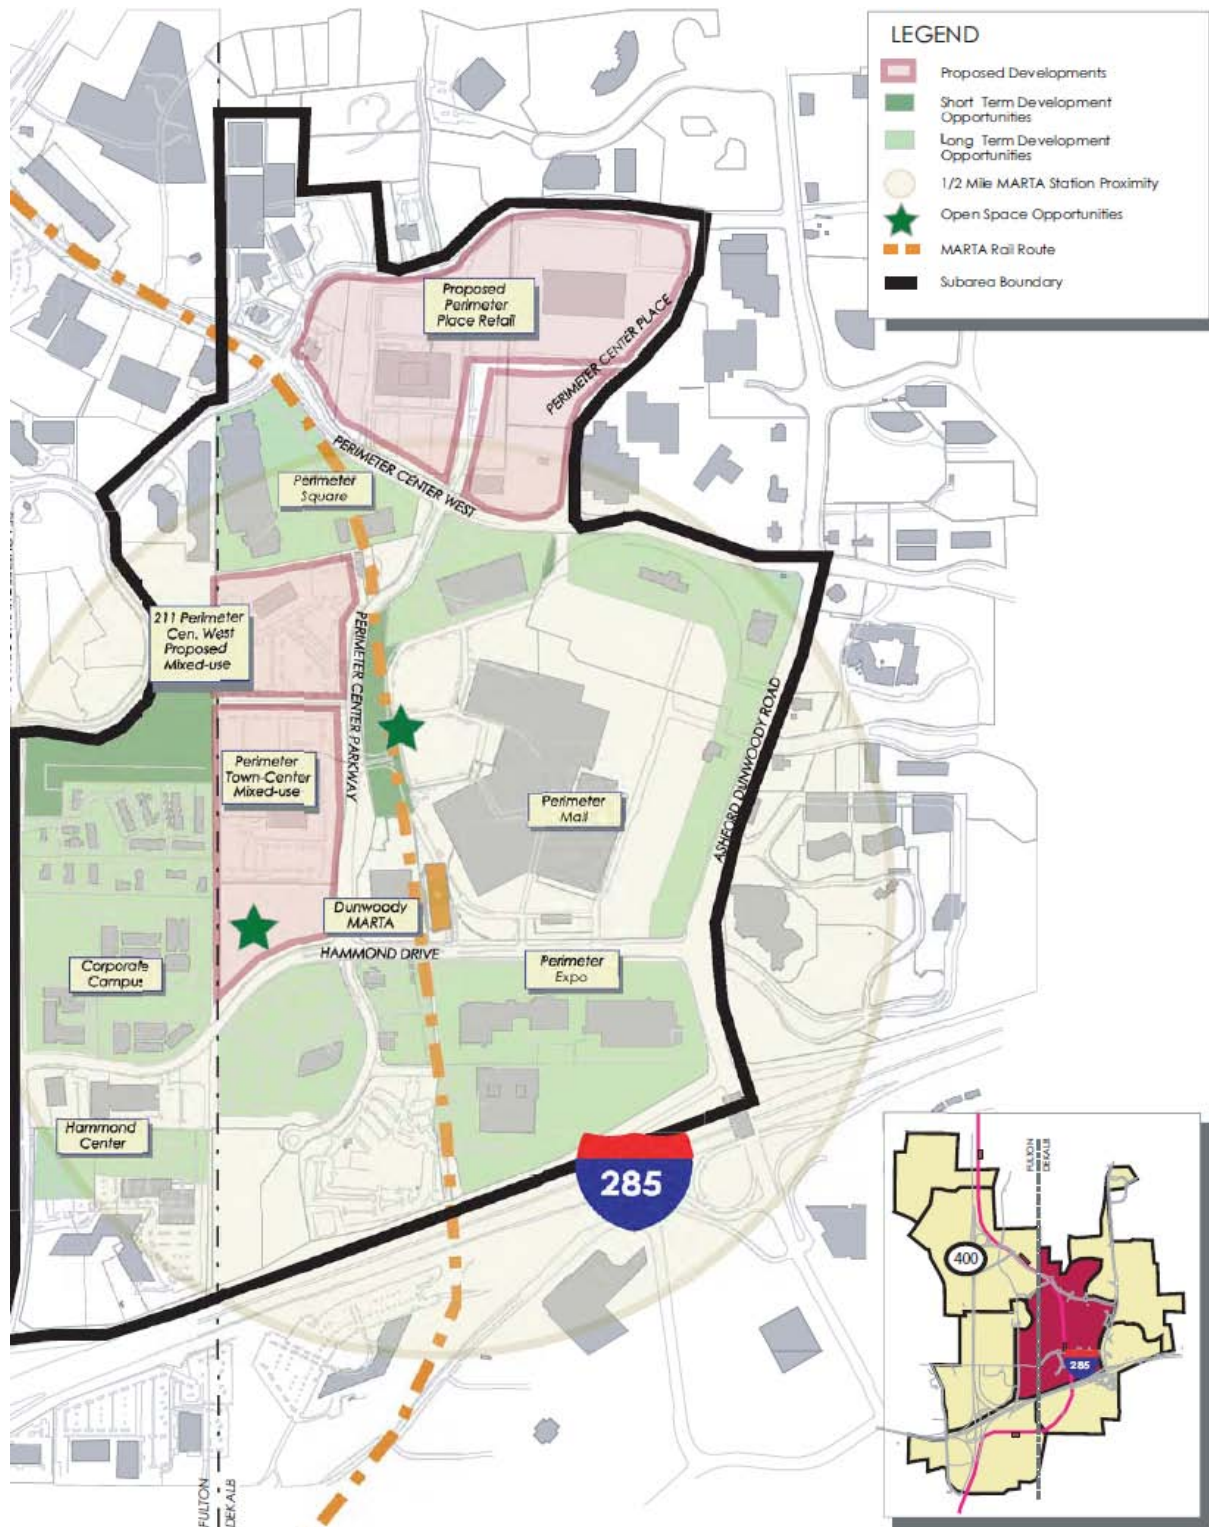 LEGEND
Proposed Developments
Short Term Development
Opportunities
Long Term Development
Opportunities
1/2 Mile MARTA Station Proximity
Open Space Opportunities
MARTA Rail Route
Subarea Boundary
Proposed
Perimeter
Place Retail
PERIMETER CENTER PLACE
PERIMETER CENTER WEST
Perimeter
Square
211 Perimeter
Cen. West
Proposed
Mixed-use
PERIMETER CENTER PARKWAY
ASHFORD DUNWOODY ROAD
Perimeter
Town-Center
Mixed-use
Perimeter
Mall
Dunwoody
MARTA
HAMMOND DRIVE
Corporate
Campus
Perimeter
Expo
Hammond
Center
285
FULTON
DEKALB
400
285
FULTON
DEKALB